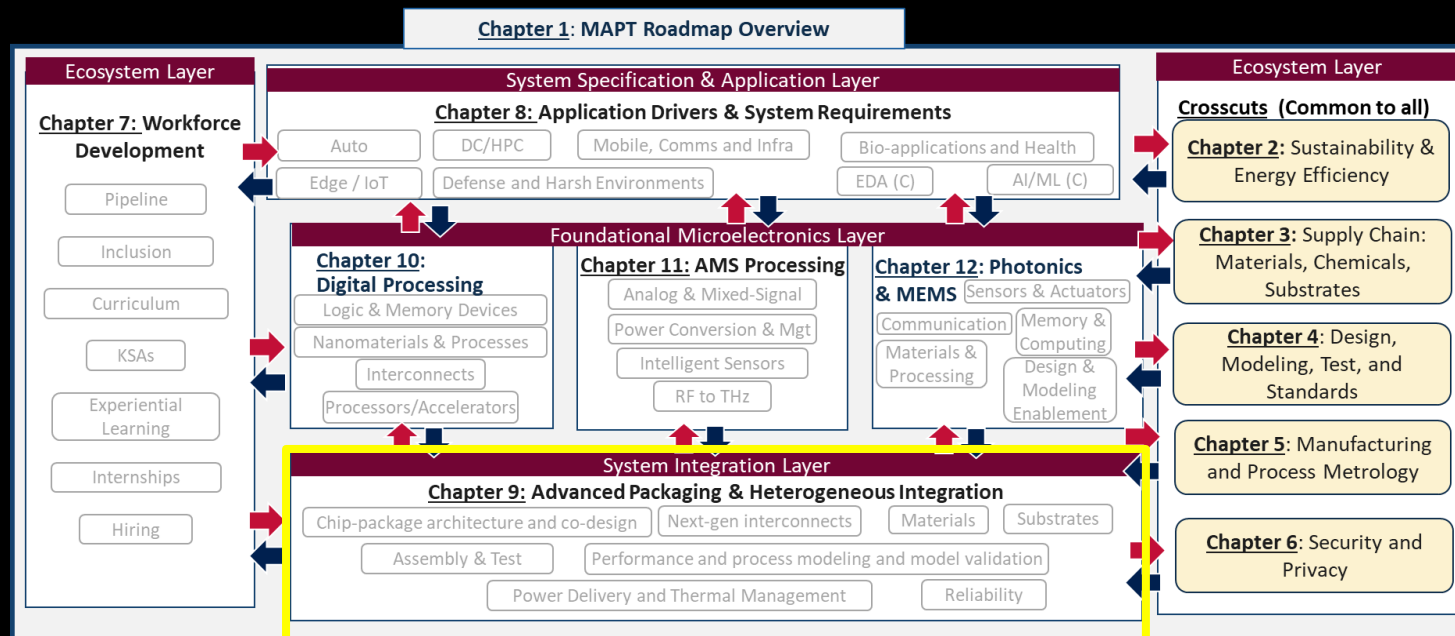 Chapter 1: MAPT Roadmap Overview
Ecosystem Layer
Chapter 7: Workforce
Development
Pipeline
Inclusion
Curriculum
KSAs
Experiential
Learning
Internships
Hiring
System Specification & Application Layer
Chapter 8: Application Drivers & System Requirements
Auto
DC/HPC
Mobile, Comms and Infra
Bio-applications and Health
Edge / IoT
Defense and Harsh Environments
EDA (C)
AI/ML (C)
Foundational Microelectronics Layer
Chapter 10:
Digital Processing
Logic & Memory Devices
Nanomaterials & Processes
Interconnects
Processors/Accelerators
Chapter 11: AMS Processing
Analog & Mixed-Signal
Power Conversion & Mgt
Intelligent Sensors
RF to THz
Chapter 12: Photonics
& MEMS
Sensors & Actuators
Communication
Memory &
Computing
Materials &
Processing
Design &
Modeling
Enablement
System Integration Layer
Chapter 9: Advanced Packaging & Heterogeneous Integration
Chip-package architecture and co-design
Next-gen interconnects
Materials
Substrates
Assembly & Test
Performance and process modeling and model validation
Power Delivery and Thermal Management
Reliability
Ecosystem Layer
Crosscuts (Common to all)
Chapter 2: Sustainability &
Energy Efficiency
Chapter 3: Supply Chain:
Materials, Chemicals,
Substrates
Chapter 4: Design,
Modeling, Test, and
Standards
Chapter 5: Manufacturing
and Process Metrology
Chapter 6: Security and
Privacy